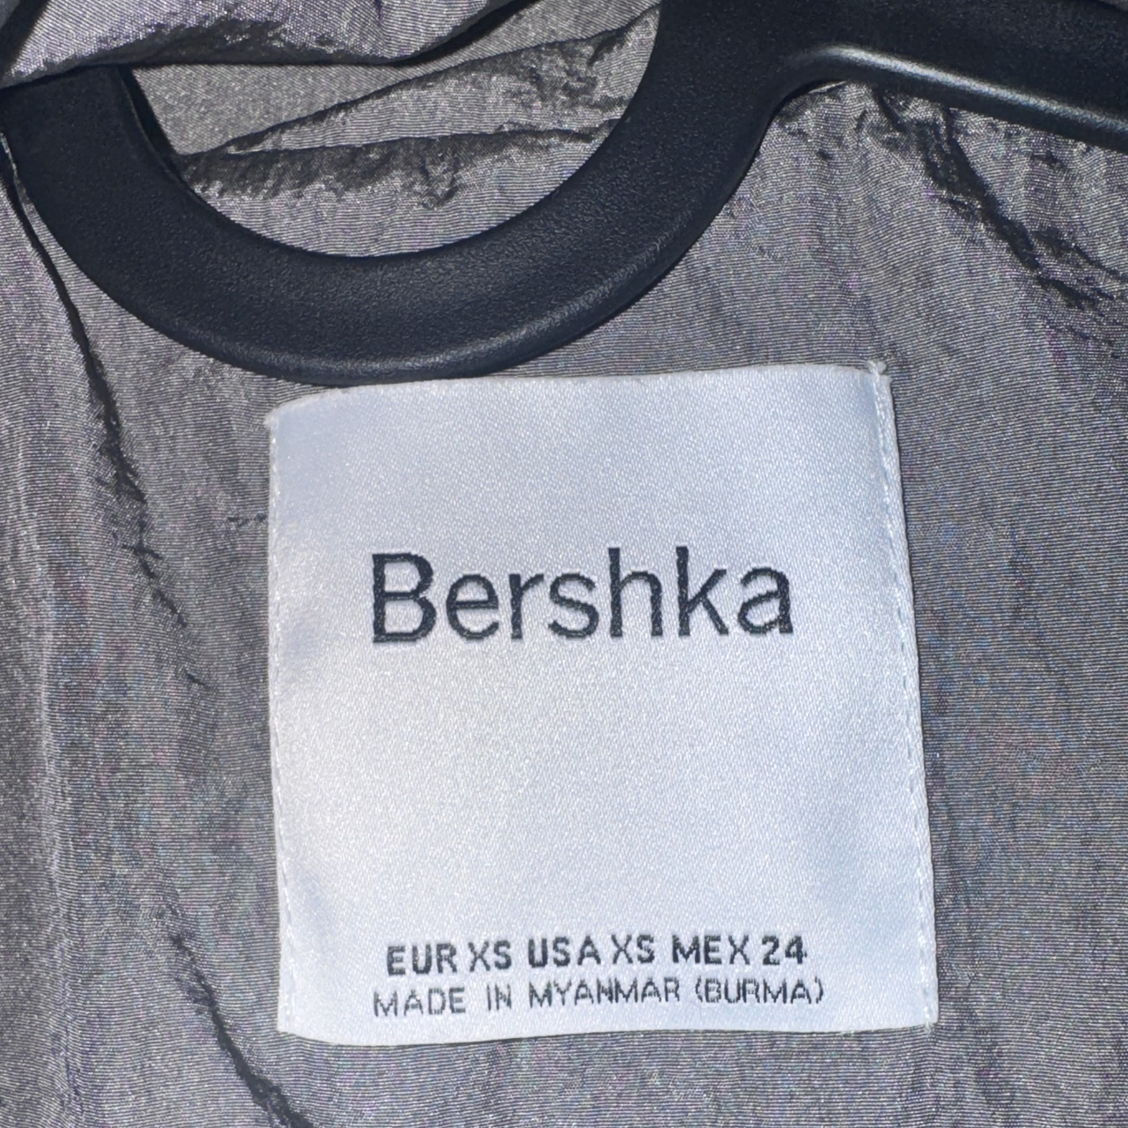 Bershka
EUR XS USA XS MEX 24
MADE IN MYANMAR (BURMA)